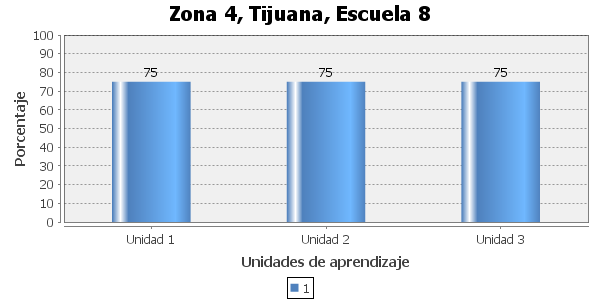 Zona 4, Tijuana, Escuela 8
Porcentaje
100
90
80
70
60
50
40
30
20
10
0
75 75 75
Unidad 1 Unidad 2 Unidad 3
Unidades de aprendizaje
1